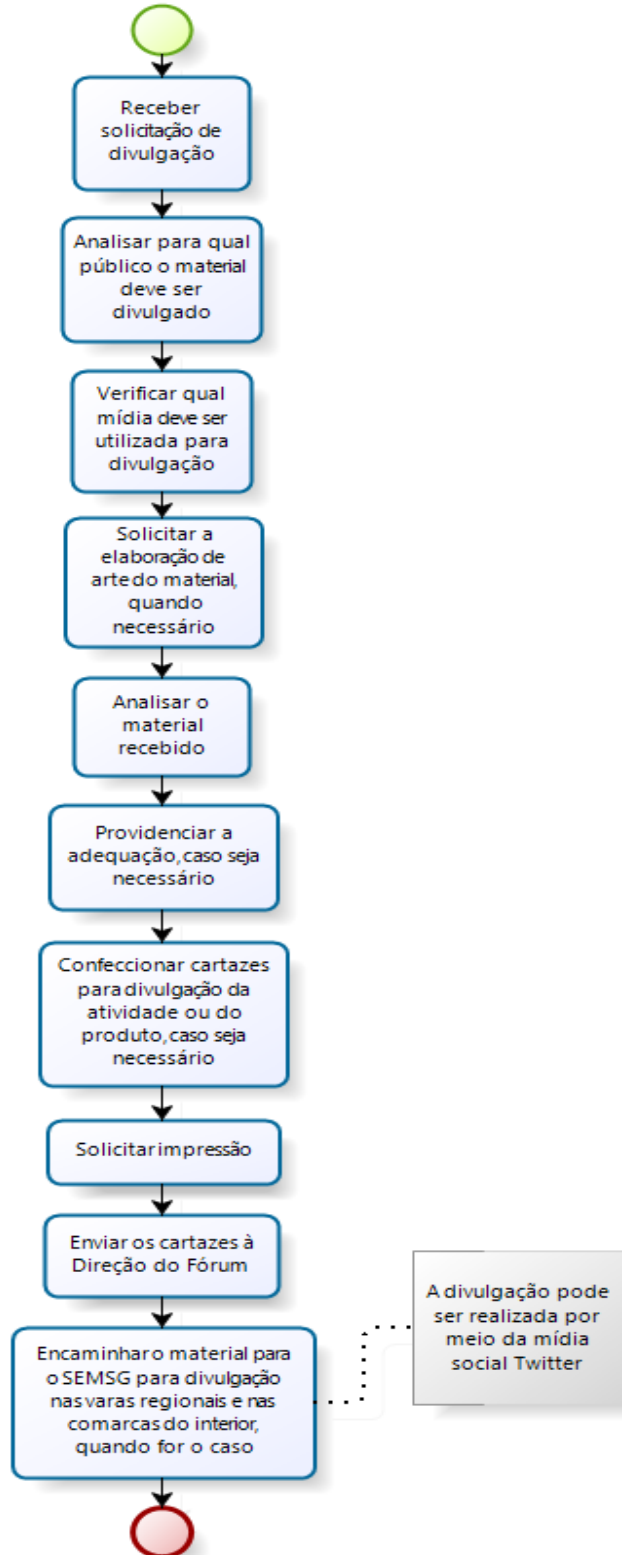 Receber
solicitação de
divulgação
Analisar para qual
público o material
deve ser
divulgado
Verificar qual
mídia deve ser
utilizada para
divulgação
Solicitar a
elaboração de
arte do material,
quando
necessário
Analisar o
material
recebido
Providenciar a
adequação, caso seja
necessário
Confeccionar cartazes
para divulgação da
atividade ou do
produto, caso seja
necessário
Solicitar impressão
Enviar os cartazes à
Direção do Fórum
Encaminhar o material para
o SEMSG para divulgação
nas varas regionais e nas
comarcas do interior,
quando for o caso
A divulgação pode
ser realizada por
meio da mídia
social Twitter